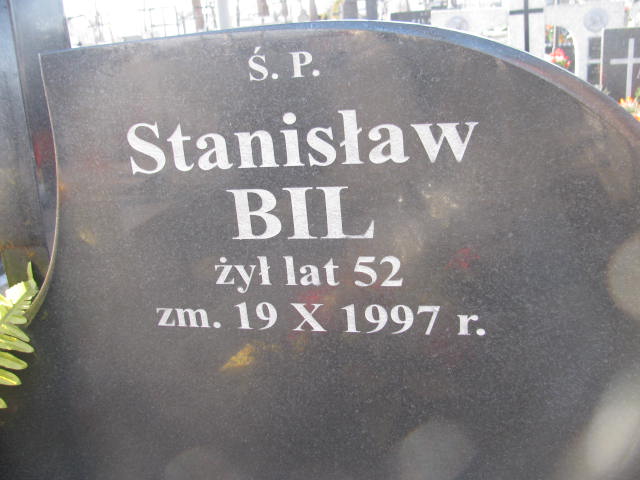 Ś. P.
Stanisław
BIL
żył lat 52
zm. 19 X 1997 r.